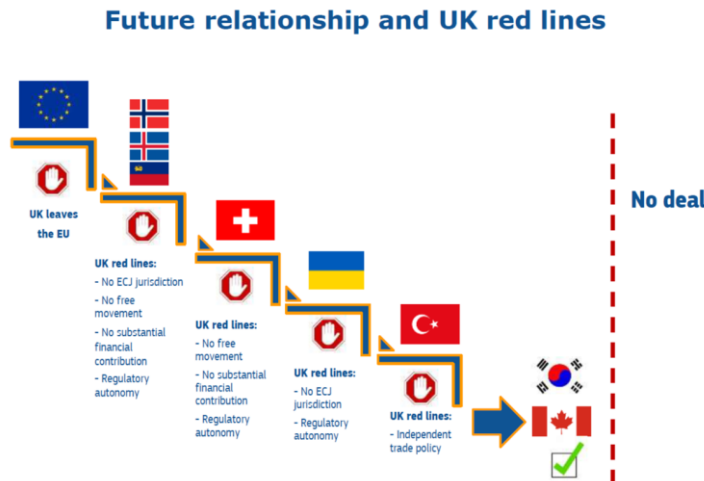 Future relationship and UK red lines
UK leaves
the EU
UK red lines:
- No ECJ jurisdiction
- No free
movement
- No substantial
financial
contribution
- Regulatory
autonomy
UK red lines:
- No free
movement
- No substantial
financial
contribution
- Regulatory
autonomy
UK red lines:
- No ECJ
jurisdiction
- Regulatory
autonomy
UK red lines:
- Independent
trade policy
No deal